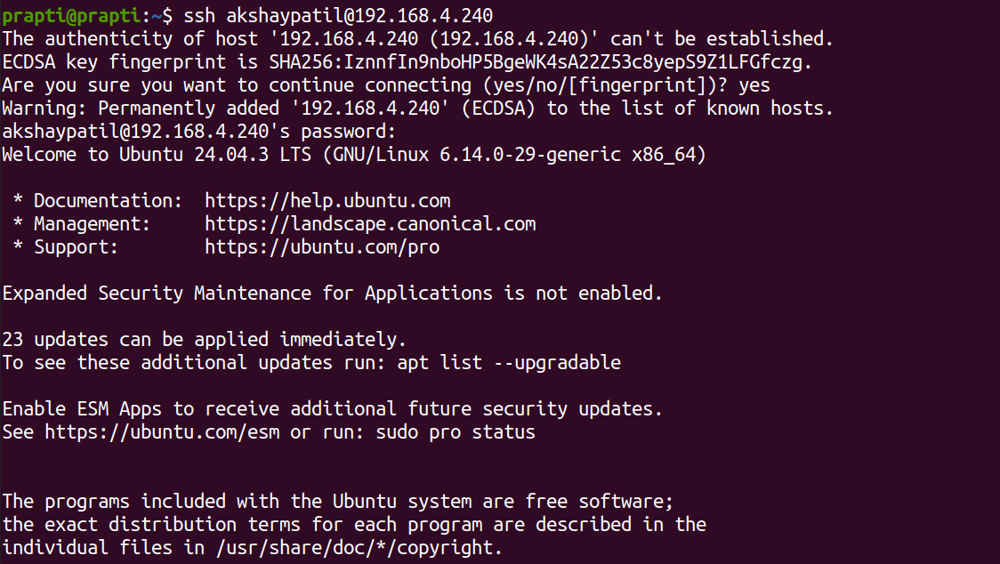 prapti@prapti:~$ ssh akshaypatil@192.168.4.240
The authenticity of host '192.168.4.240 (192.168.4.240)' can't be established.
ECDSA key fingerprint is SHA256:IznnfIn9nboHP5BgeWK4sA22Z53c8yepS9Z1LFGfczg.
Are you sure you want to continue connecting (yes/no/[fingerprint])? yes
Warning: Permanently added '192.168.4.240' (ECDSA) to the list of known hosts.
akshaypatil@192.168.4.240's password:
Welcome to Ubuntu 24.04.3 LTS (GNU/Linux 6.14.0-29-generic x86_64)
 * Documentation:  https://help.ubuntu.com
 * Management:     https://landscape.canonical.com
 * Support:        https://ubuntu.com/pro
Expanded Security Maintenance for Applications is not enabled.
23 updates can be applied immediately.
To see these additional updates run: apt list --upgradable
Enable ESM Apps to receive additional future security updates.
See https://ubuntu.com/esm or run: sudo pro status
The programs included with the Ubuntu system are free software;
the exact distribution terms for each program are described in the
individual files in /usr/share/doc/*/copyright.